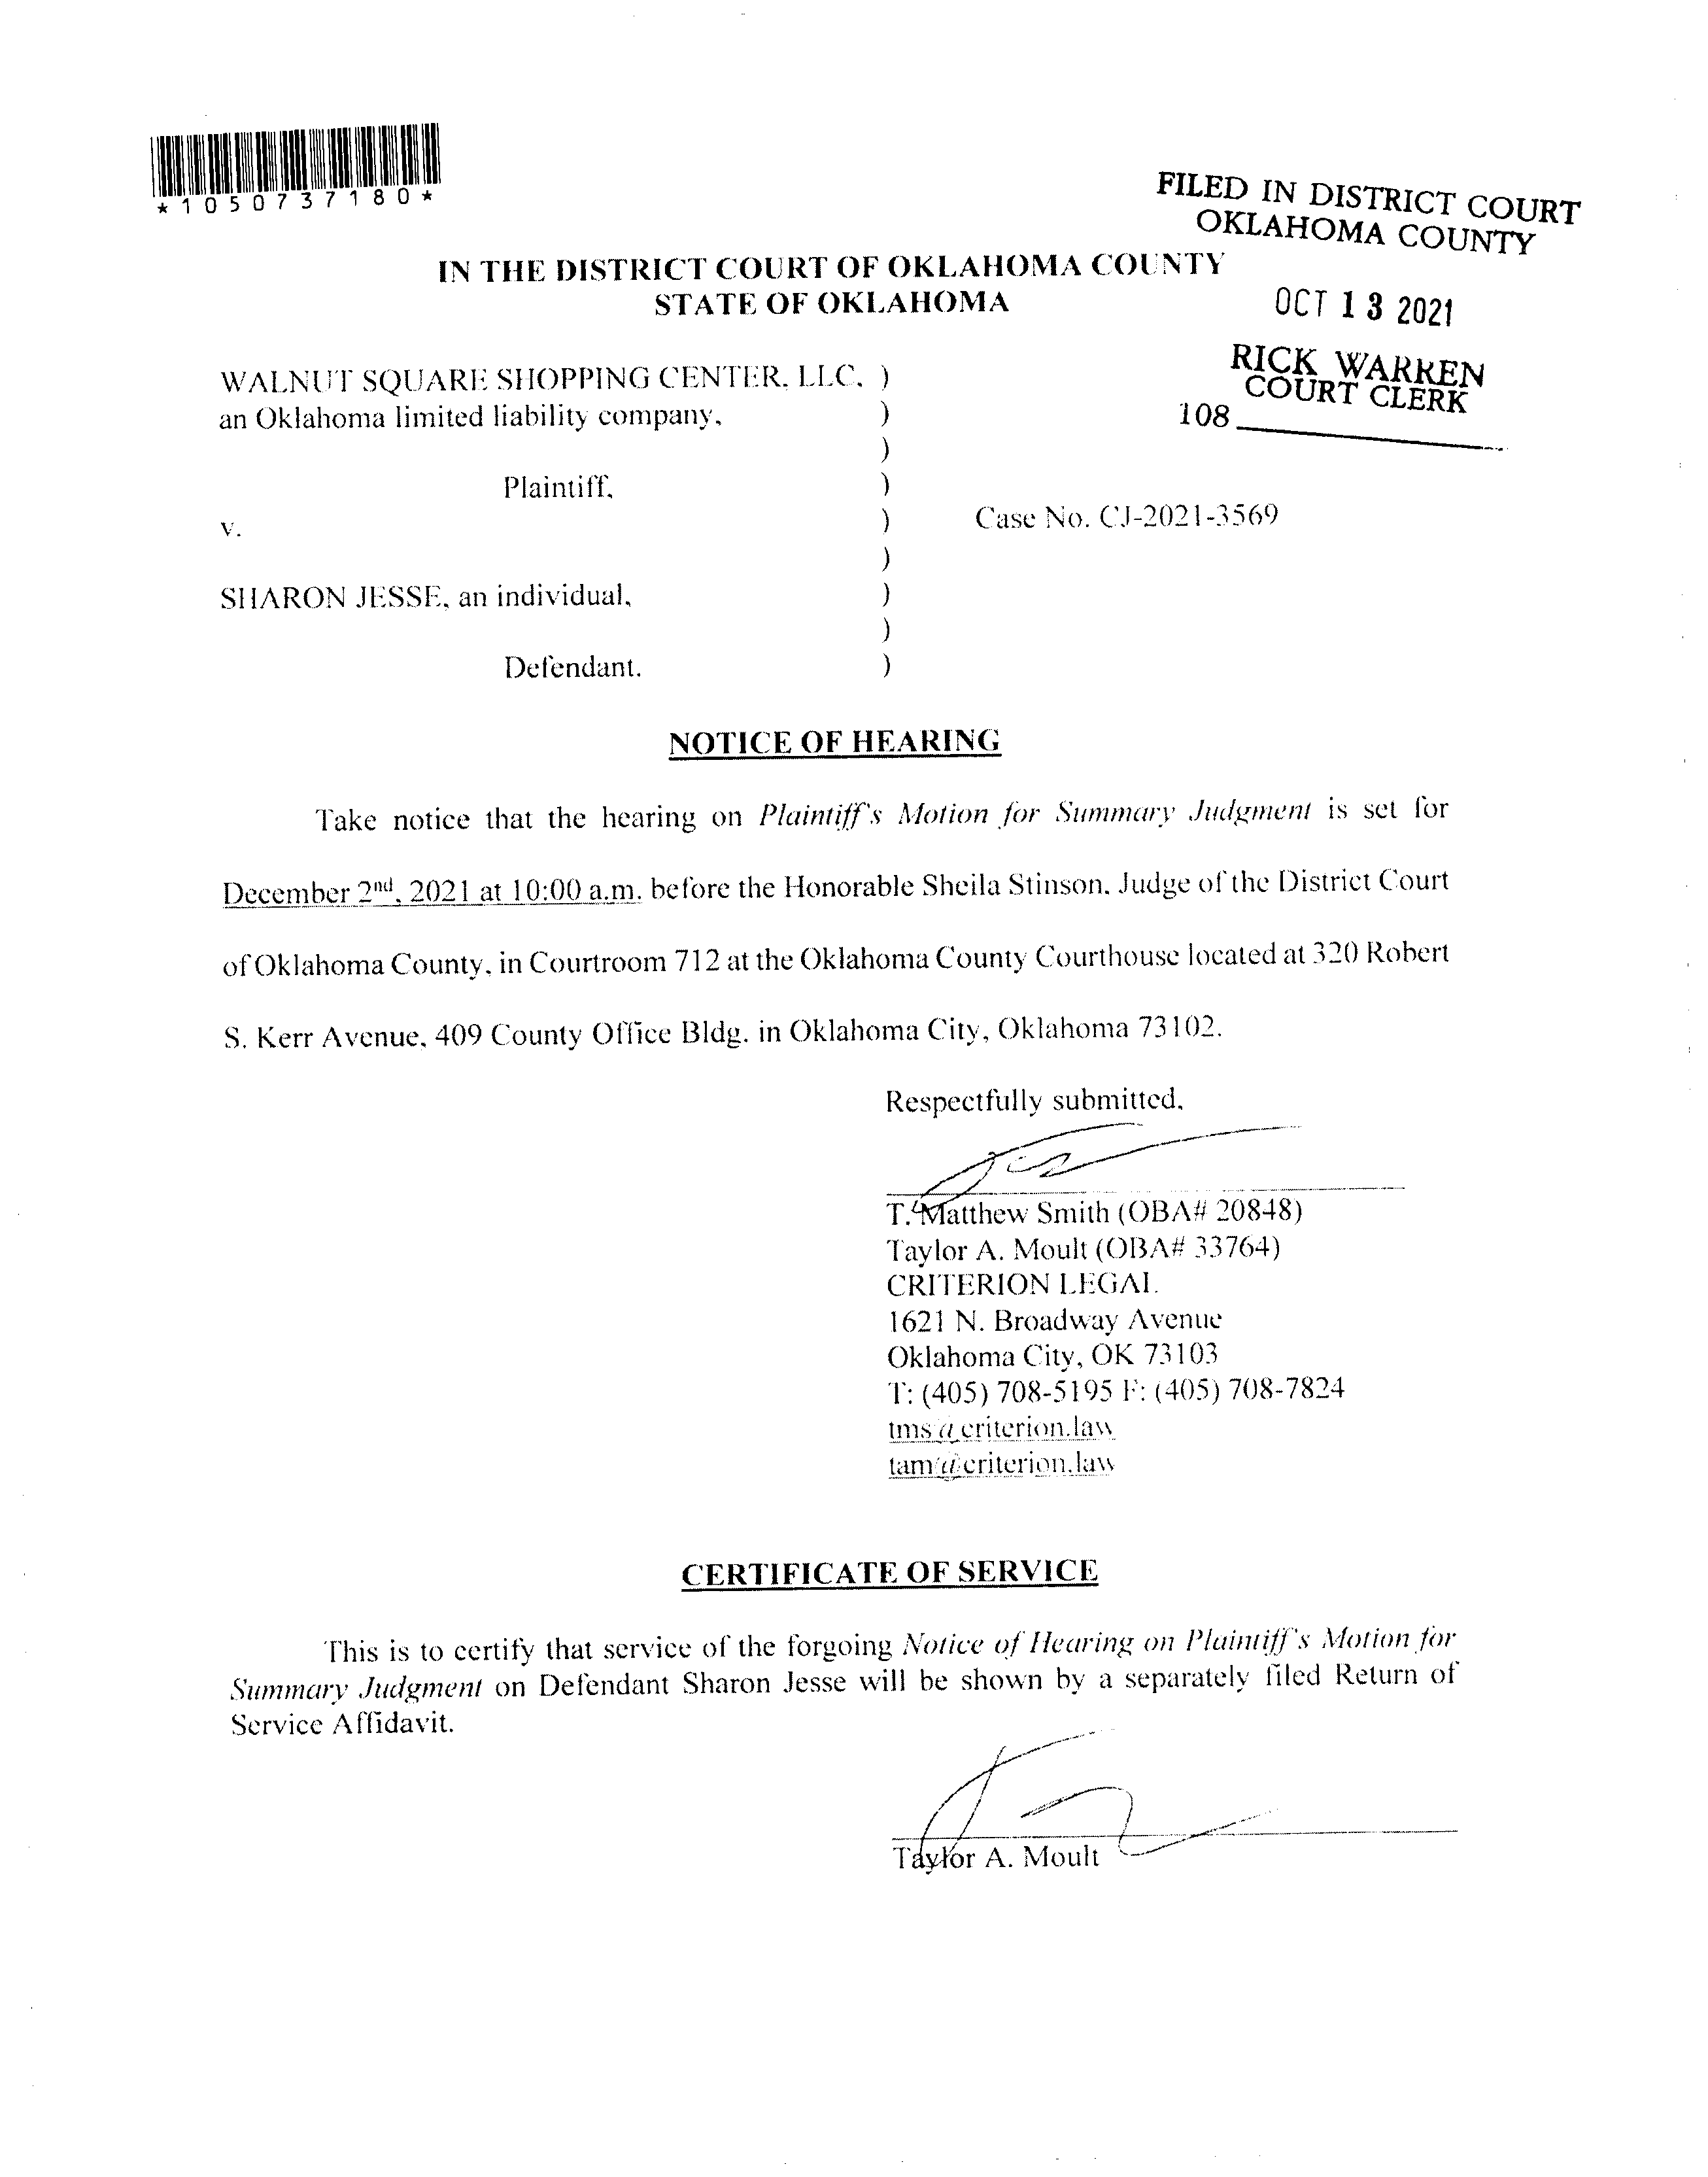 *1050737180*
FILED IN DISTRICT COURT
OKLAHOMA COUNTY
IN THE DISTRICT COURT OF OKLAHOMA COUNTY
STATE OF OKLAHOMA
OCT 13 2021
RICK WARREN
COURT CLERK
108
WALNUT SQUARE SHOPPING CENTER, LLC, )
an Oklahoma limited liability company, )
)
Plaintiff, )
v. ) Case No. CJ-2021-3569
)
SHARON JESSE, an individual, )
)
Defendant. )
NOTICE OF HEARING
Take notice that the hearing on Plaintiff's Motion for Summary Judgment is set for
December 2nd, 2021 at 10:00 a.m. before the Honorable Sheila Stinson, Judge of the District Court
of Oklahoma County, in Courtroom 712 at the Oklahoma County Courthouse located at 320 Robert
S. Kerr Avenue, 409 County Office Bldg. in Oklahoma City, Oklahoma 73102.
Respectfully submitted,
T. Matthew Smith (OBA# 20848)
Taylor A. Moult (OBA# 33764)
CRITERION LEGAL
1621 N. Broadway Avenue
Oklahoma City, OK 73103
T: (405) 708-5195 F: (405) 708-7824
tms@criterion.law
tam@criterion.law
CERTIFICATE OF SERVICE
This is to certify that service of the forgoing Notice of Hearing on Plaintiff's Motion for
Summary Judgment on Defendant Sharon Jesse will be shown by a separately filed Return of
Service Affidavit.
Taylor A. Moult